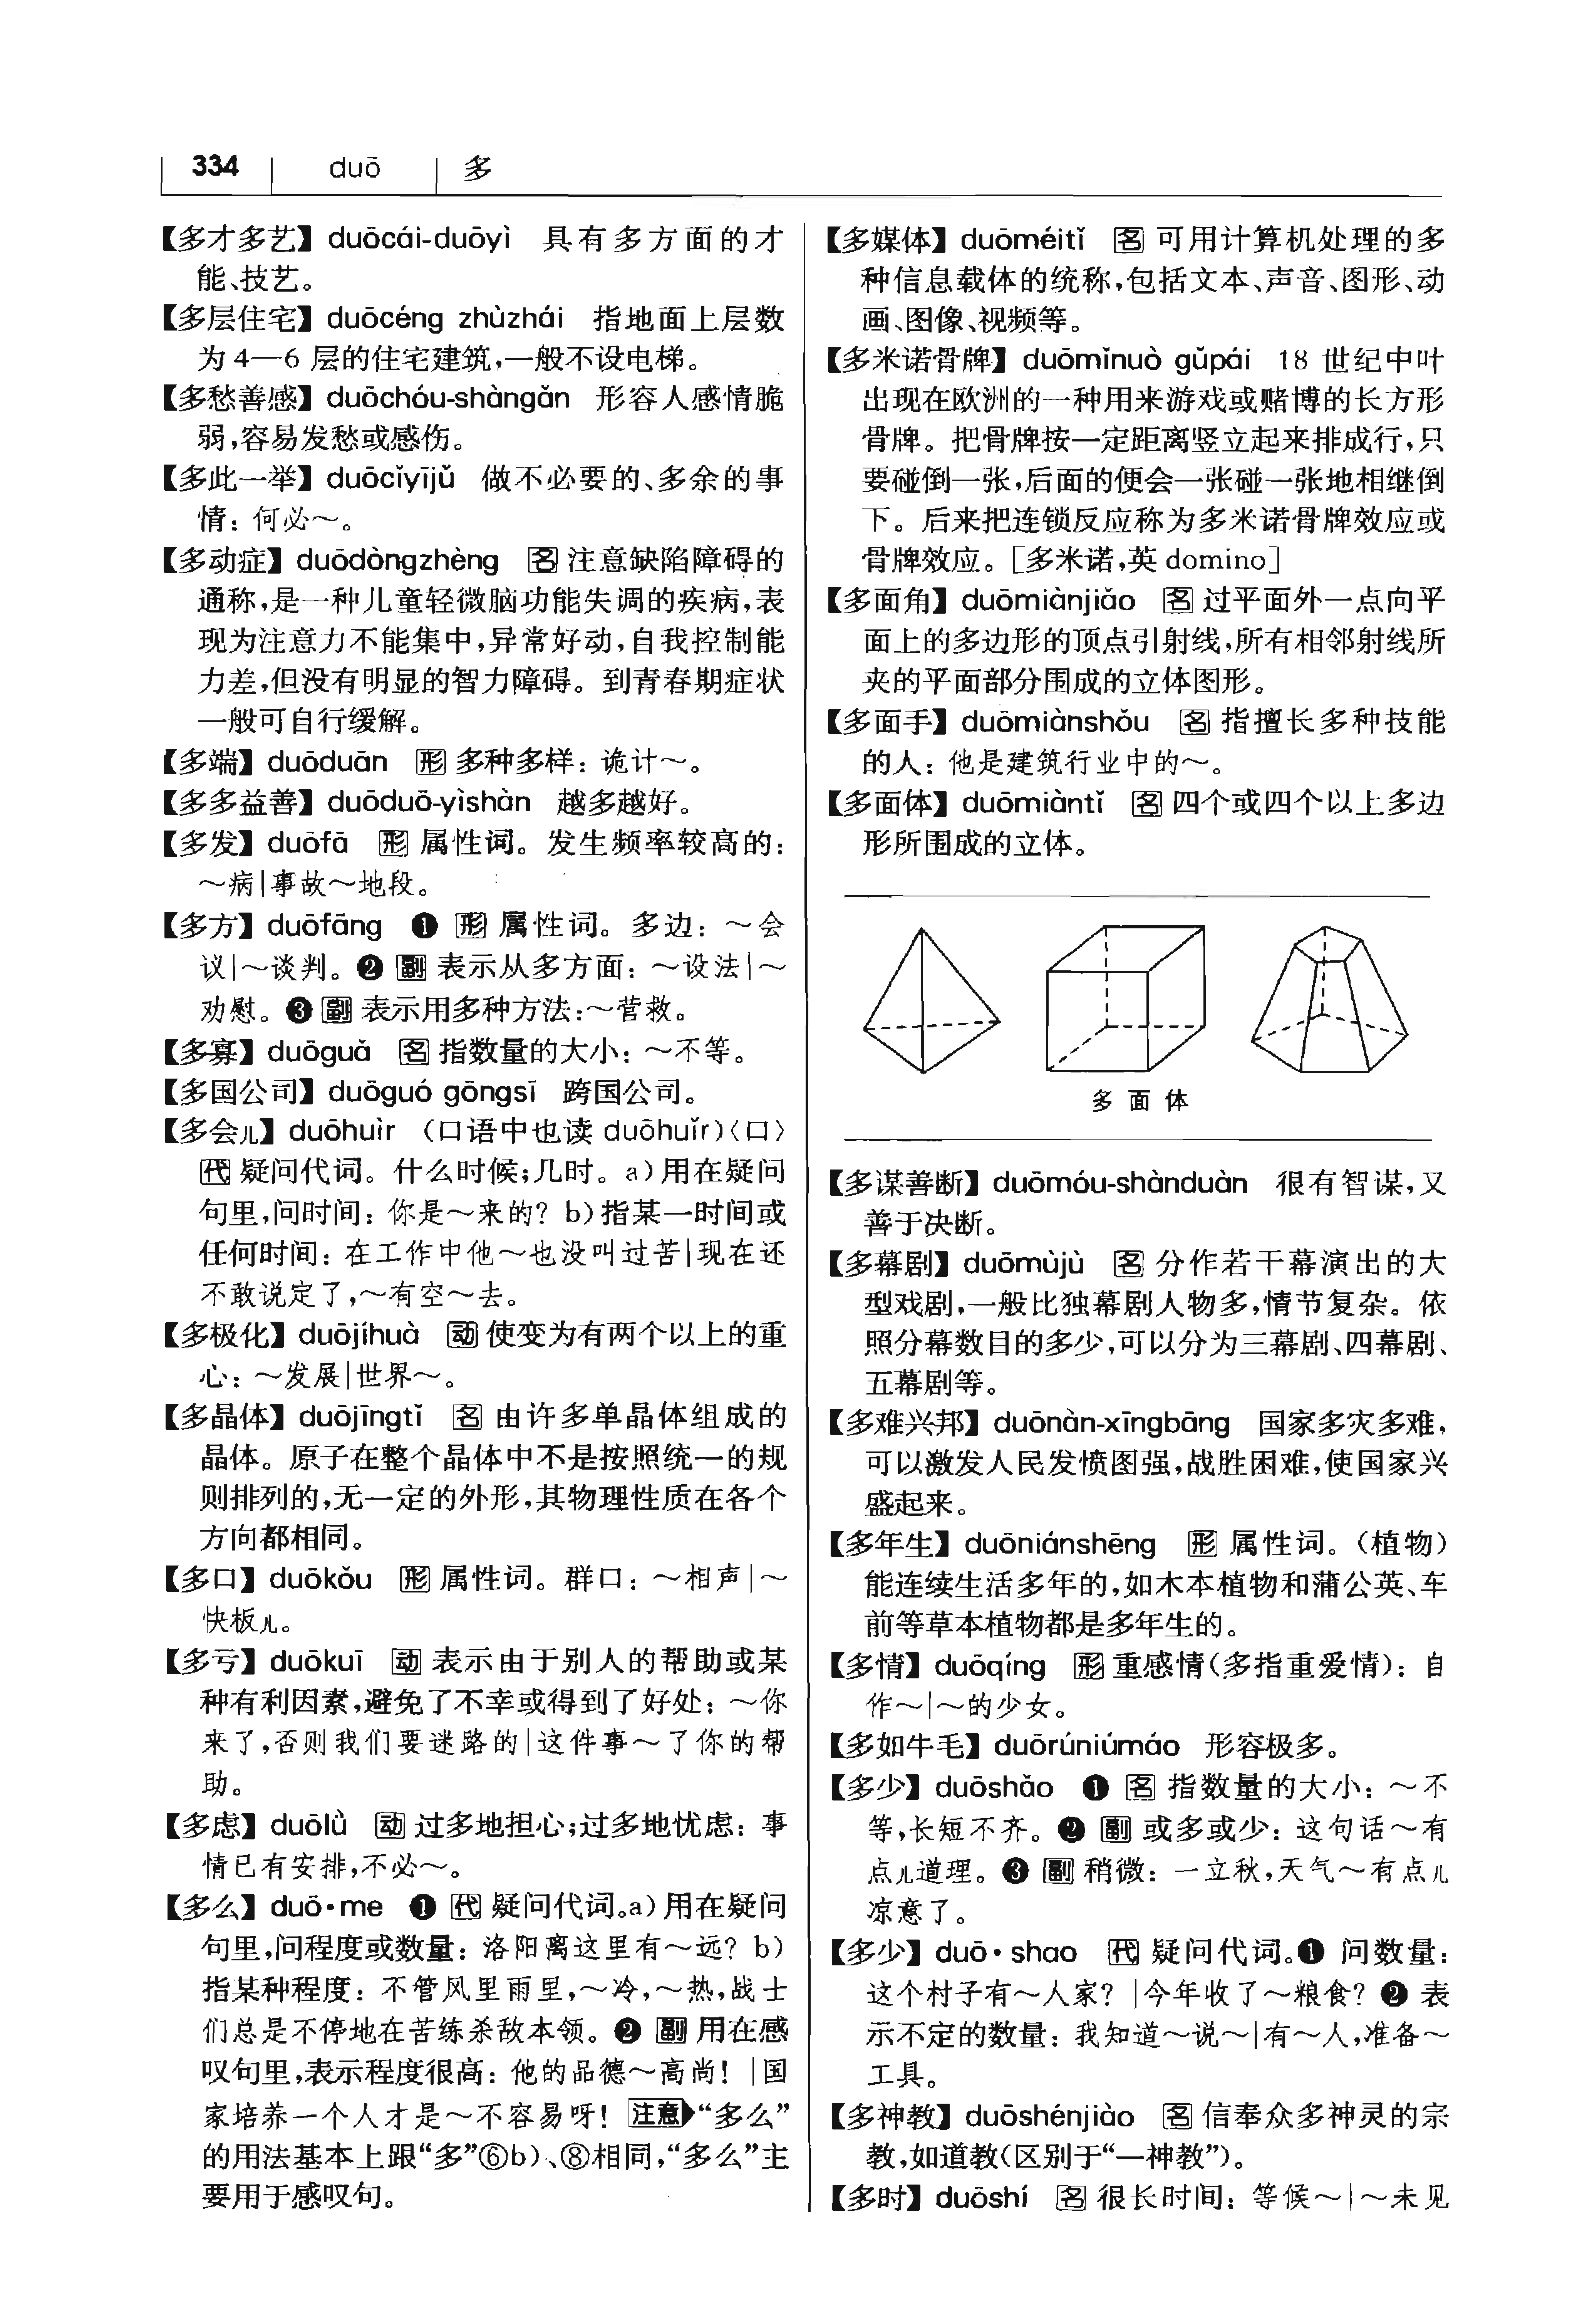 334 duō 多
【多才多艺】 duōcái-duōyì 具有多方面的才
能、技艺。
【多层住宅】 duōcéng zhùzhái 指地面上层数
为 4—6 层的住宅建筑,一般不设电梯。
【多愁善感】 duōchóu-shàngǎn 形容人感情脆
弱,容易发愁或感伤。
【多此一举】 duōcǐyījǔ 做不必要的、多余的事
情:何必～。
【多动症】 duōdòngzhèng 名 注意缺陷障碍的
通称,是一种儿童轻微脑功能失调的疾病,表
现为注意力不能集中,异常好动,自我控制能
力差,但没有明显的智力障碍。到青春期症状
一般可自行缓解。
【多端】 duōduān 形 多种多样:诡计～。
【多多益善】 duōduō-yìshàn 越多越好。
【多发】 duōfā 形 属性词。发生频率较高的:
～病|事故～地段。
【多方】 duōfāng ❶ 形 属性词。多边:～会
议|～谈判。❷ 副 表示从多方面:～设法|～
劝慰。❸ 副 表示用多种方法:～营救。
【多寡】 duōguǎ 名 指数量的大小:～不等。
【多国公司】 duōguó gōngsī 跨国公司。
【多会儿】 duōhuìr (口语中也读 duōhuǐr)〈口〉
代 疑问代词。什么时候;几时。a)用在疑问
句里,问时间:你是～来的? b)指某一时间或
任何时间:在工作中他～也没叫过苦|现在还
不敢说定了,～有空～去。
【多极化】 duōjíhuà 动 使变为有两个以上的重
心:～发展|世界～。
【多晶体】 duōjīngtǐ 名 由许多单晶体组成的
晶体。原子在整个晶体中不是按照统一的规
则排列的,无一定的外形,其物理性质在各个
方向都相同。
【多口】 duōkǒu 形 属性词。群口:～相声|～
快板儿。
【多亏】 duōkuī 动 表示由于别人的帮助或某
种有利因素,避免了不幸或得到了好处:～你
来了,否则我们要迷路的|这件事～了你的帮
助。
【多虑】 duōlǜ 动 过多地担心;过多地忧虑:事
情已有安排,不必～。
【多么】 duō·me ❶ 代 疑问代词。a)用在疑问
句里,问程度或数量:洛阳离这里有～远? b)
指某种程度:不管风里雨里,～冷,～热,战士
们总是不停地在苦练杀敌本领。❷ 副 用在感
叹句里,表示程度很高:他的品德～高尚! |国
家培养一个人才是～不容易呀! 注意▶“多么”
的用法基本上跟“多”⑥b)、⑧相同,“多么”主
要用于感叹句。
【多媒体】 duōméitǐ 名 可用计算机处理的多
种信息载体的统称,包括文本、声音、图形、动
画、图像、视频等。
【多米诺骨牌】 duōmǐnuò gǔpái 18 世纪中叶
出现在欧洲的一种用来游戏或赌博的长方形
骨牌。把骨牌按一定距离竖立起来排成行,只
要碰倒一张,后面的便会一张碰一张地相继倒
下。后来把连锁反应称为多米诺骨牌效应或
骨牌效应。[多米诺,英 domino]
【多面角】 duōmiànjiǎo 名 过平面外一点向平
面上的多边形的顶点引射线,所有相邻射线所
夹的平面部分围成的立体图形。
【多面手】 duōmiànshǒu 名 指擅长多种技能
的人:他是建筑行业中的～。
【多面体】 duōmiàntǐ 名 四个或四个以上多边
形所围成的立体。
多 面 体
【多谋善断】 duōmóu-shànduàn 很有智谋,又
善于决断。
【多幕剧】 duōmùjù 名 分作若干幕演出的大
型戏剧,一般比独幕剧人物多,情节复杂。依
照分幕数目的多少,可以分为三幕剧、四幕剧、
五幕剧等。
【多难兴邦】 duōnàn-xīngbāng 国家多灾多难,
可以激发人民发愤图强,战胜困难,使国家兴
盛起来。
【多年生】 duōniánshēng 形 属性词。(植物)
能连续生活多年的,如木本植物和蒲公英、车
前等草本植物都是多年生的。
【多情】 duōqíng 形 重感情(多指重爱情):自
作～|～的少女。
【多如牛毛】 duōrúniúmáo 形容极多。
【多少】 duōshǎo ❶ 名 指数量的大小:～不
等,长短不齐。❷ 副 或多或少:这句话～有
点儿道理。❸ 副 稍微:一立秋,天气～有点儿
凉意了。
【多少】 duō·shao 代 疑问代词。❶ 问数量:
这个村子有～人家? |今年收了～粮食? ❷ 表
示不定的数量:我知道～说～|有～人,准备～
工具。
【多神教】 duōshénjiào 名 信奉众多神灵的宗
教,如道教(区别于“一神教”)。
【多时】 duōshí 名 很长时间:等候～|～未见